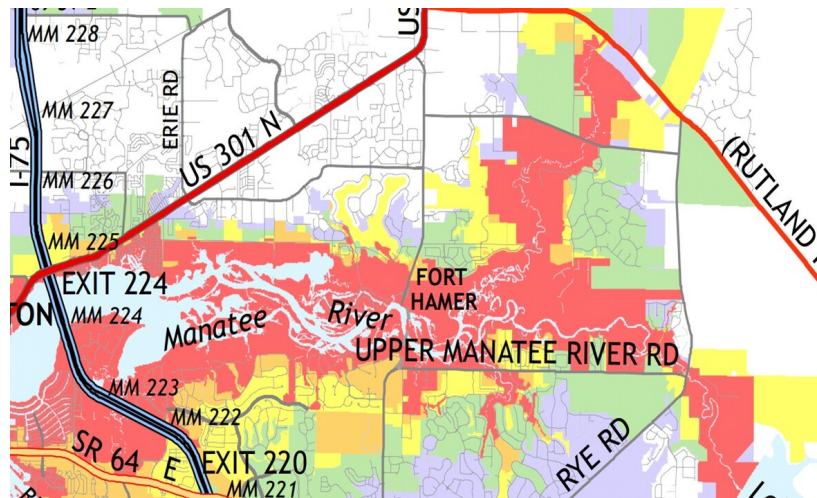 US
MM 228
MM 227
ERIE RD
US 301 N
I-75
MM 226
(RUTLAND
MM 225
EXIT 224
FORT
HAMER
TON
MM 224
Manatee
River
UPPER MANATEE RIVER RD
MM 223
MM 222
SR 64 E
EXIT 220
RYE RD
MM 221